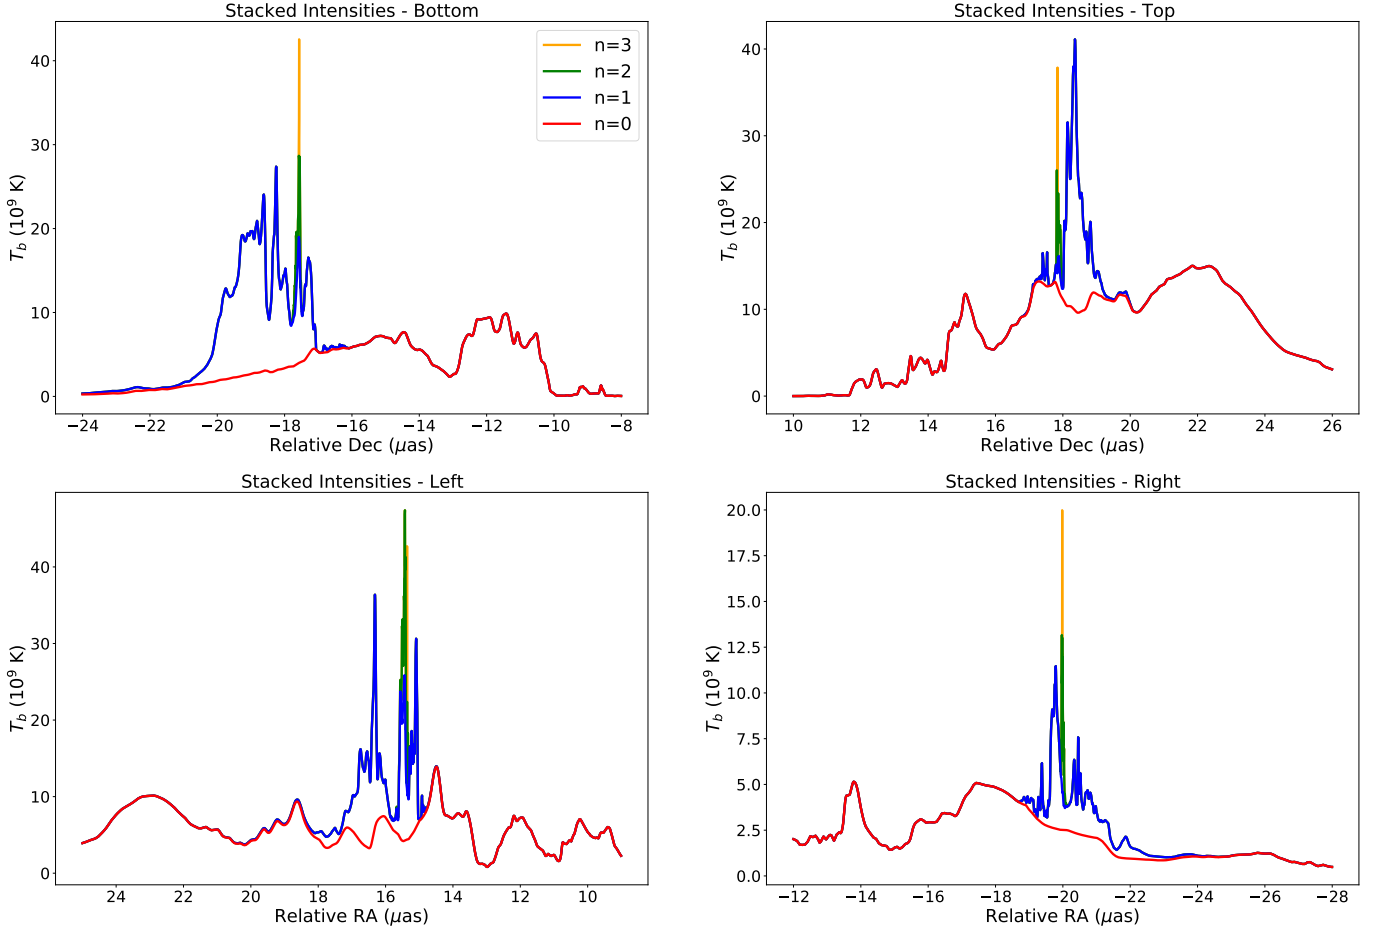 Stacked Intensities - Bottom
n=3
n=2
n=1
n=0
T_b (10^9 K)
40
30
20
10
0
−24 −22 −20 −18 −16 −14 −12 −10 −8
Relative Dec (μas)
Stacked Intensities - Top
T_b (10^9 K)
40
30
20
10
0
10 12 14 16 18 20 22 24 26
Relative Dec (μas)
Stacked Intensities - Left
T_b (10^9 K)
40
30
20
10
0
24 22 20 18 16 14 12 10
Relative RA (μas)
Stacked Intensities - Right
T_b (10^9 K)
20.0
17.5
15.0
12.5
10.0
7.5
5.0
2.5
0.0
−12 −14 −16 −18 −20 −22 −24 −26 −28
Relative RA (μas)